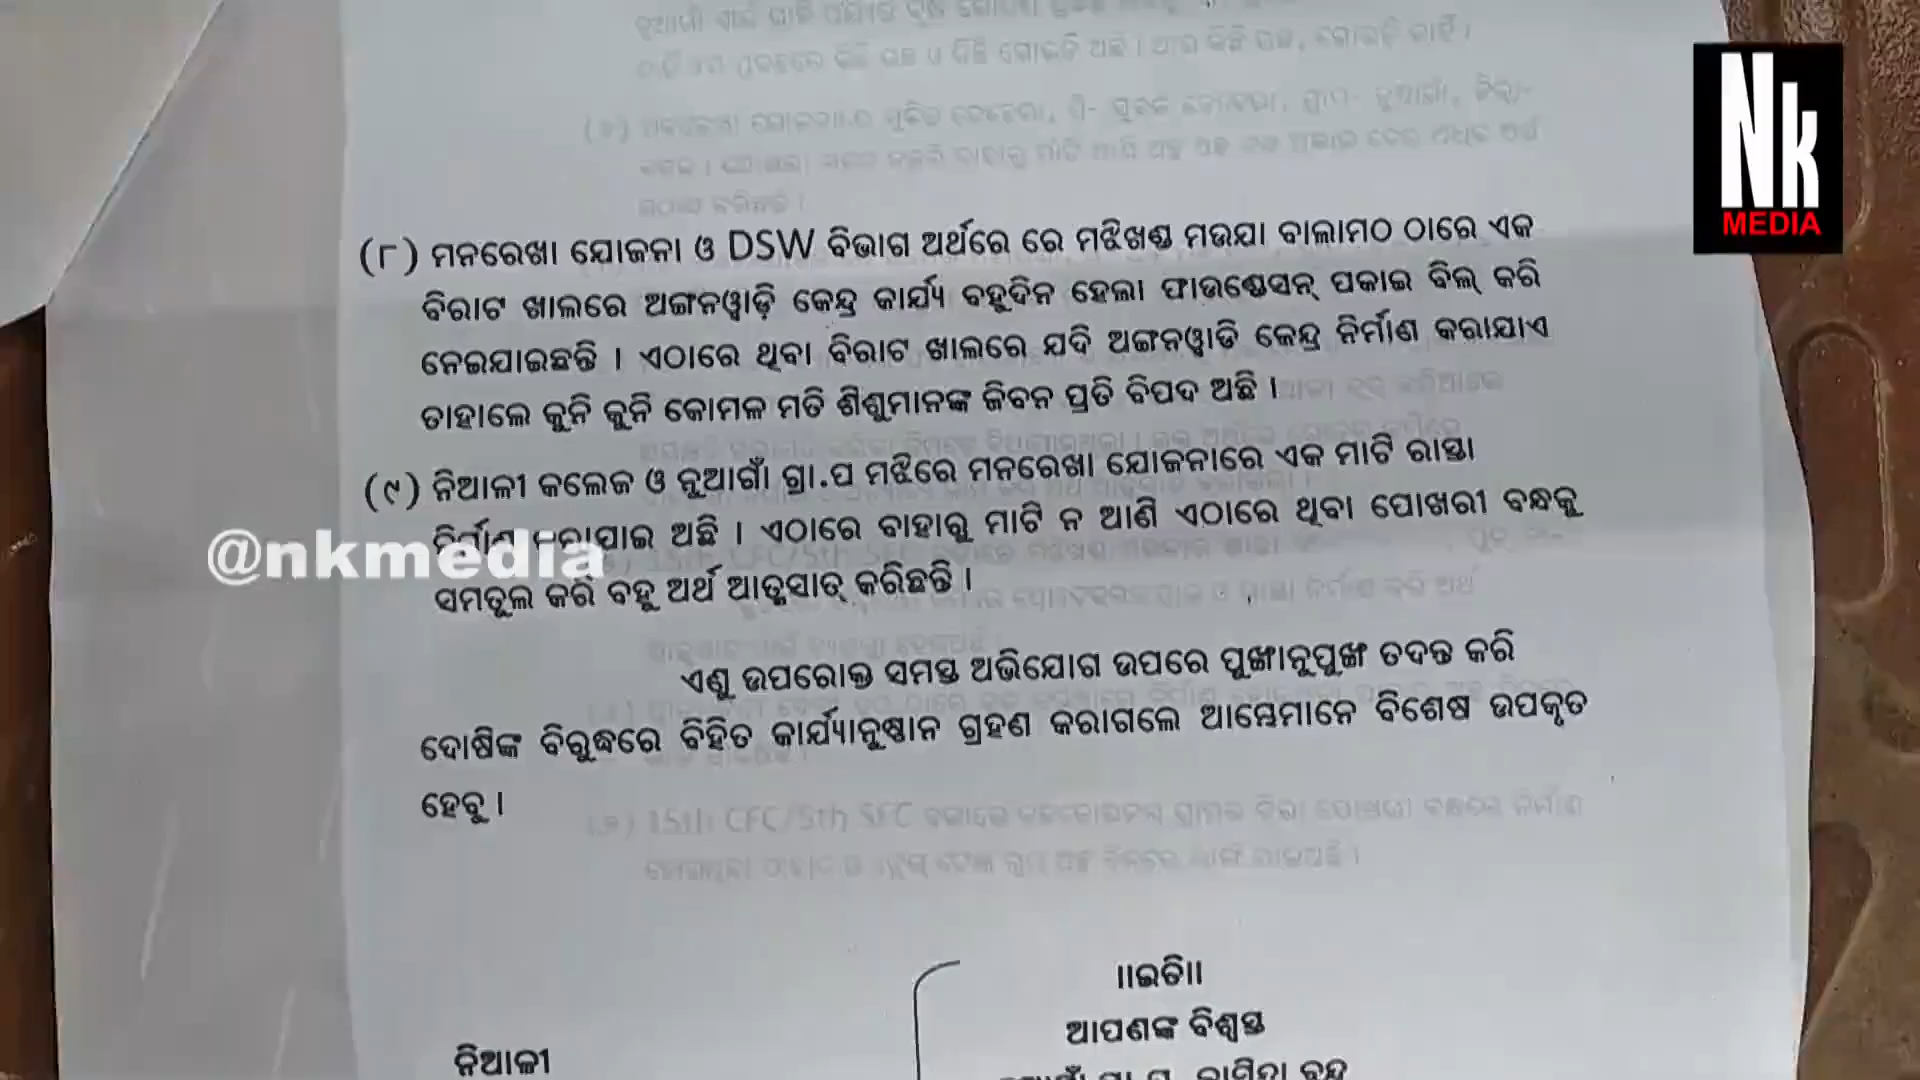 Nk
MEDIA
(୮) ମନରେଖା ଯୋଜନା ଓ DSW ବିଭାଗ ଅର୍ଥରେ ରେ ମଝିଖଣ୍ଡ ମଉଯା ବାଲାମଠ ଠାରେ ଏକ
ବିରାଟ ଖାଲରେ ଅଙ୍ଗନୱାଡ଼ି କେନ୍ଦ୍ର କାର୍ଯ୍ୟ ବହୁଦିନ ହେଲା ଫାଉଣ୍ଡେସନ୍ ପକାଇ ବିଲ୍ କରି
ନେଇଯାଇଛନ୍ତି । ଏଠାରେ ଥିବା ବିରାଟ ଖାଲରେ ଯଦି ଅଙ୍ଗନୱାଡି କେନ୍ଦ୍ର ନିର୍ମାଣ କରାଯାଏ
ତାହାଲେ କୁନି କୁନି କୋମଳ ମତି ଶିଶୁମାନଙ୍କ ଜିବନ ପ୍ରତି ବିପଦ ଅଛି ।
(୯) ନିଆଳୀ କଲେଜ ଓ ନୂଆଗାଁ ଗ୍ରା.ପ ମଝିରେ ମନରେଖା ଯୋଜନାରେ ଏକ ମାଟି ରାସ୍ତା
ନିର୍ମାଣ ଅଛି । ଏଠାରେ ବାହାରୁ ମାଟି ନ ଆଣି ଏଠାରେ ଥିବା ପୋଖରୀ ବନ୍ଧକୁ
@nkmedia
ସମତୁଲ କରି ବହୁ ଅର୍ଥ ଆତ୍ମସାତ୍ କରିଛନ୍ତି ।
ଏଣୁ ଉପରୋକ୍ତ ସମସ୍ତ ଅଭିଯୋଗ ଉପରେ ପୁଙ୍ଖାନୁପୁଙ୍ଖ ତଦନ୍ତ କରି
ଦୋଷିଙ୍କ ବିରୁଦ୍ଧରେ ବିହିତ କାର୍ଯ୍ୟାନୁଷ୍ଠାନ ଗ୍ରହଣ କରାଗଲେ ଆମ୍ଭେମାନେ ବିଶେଷ ଉପକୃତ
ହେବୁ ।
॥ଇତି॥
ଆପଣଙ୍କ ବିଶ୍ୱସ୍ତ
ନିଆଳୀ